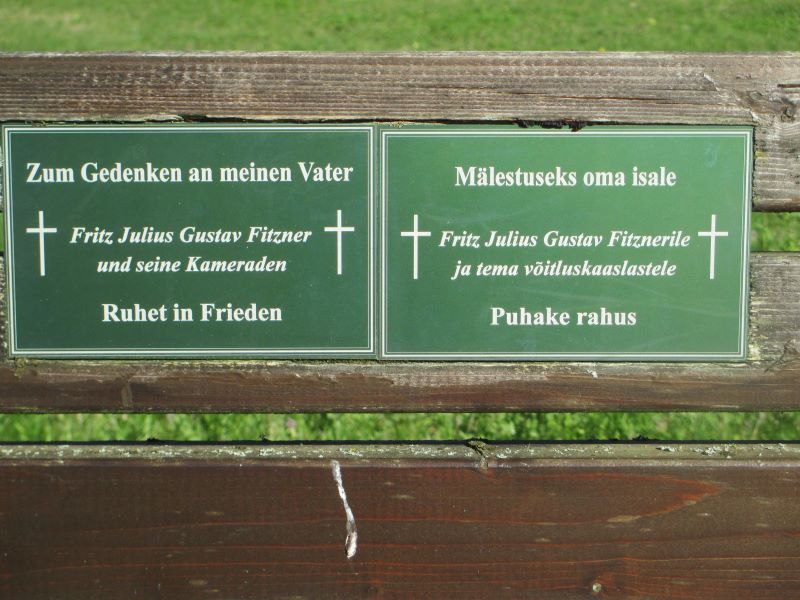 Zum Gedenken an meinen Vater
Fritz Julius Gustav Fitzner
und seine Kameraden
Ruhet in Frieden
Mälestuseks oma isale
Fritz Julius Gustav Fitznerile
ja tema võitluskaaslastele
Puhake rahus